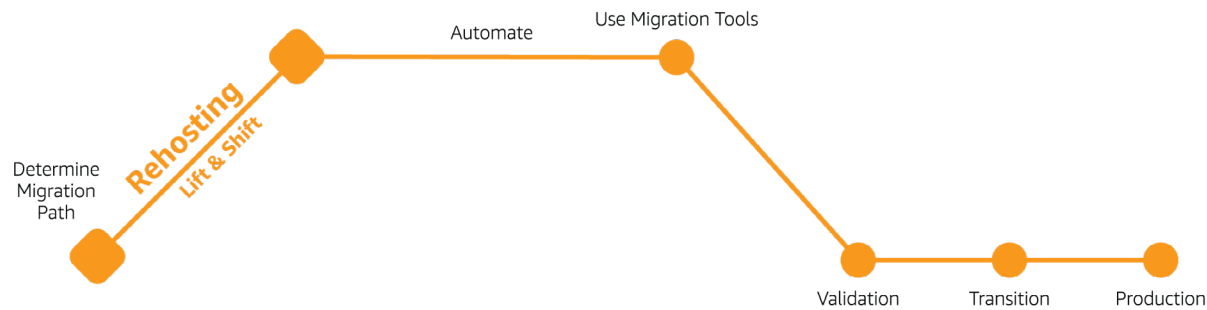 Determine
Migration
Path
Rehosting
Lift & Shift
Automate
Use Migration Tools
Validation
Transition
Production